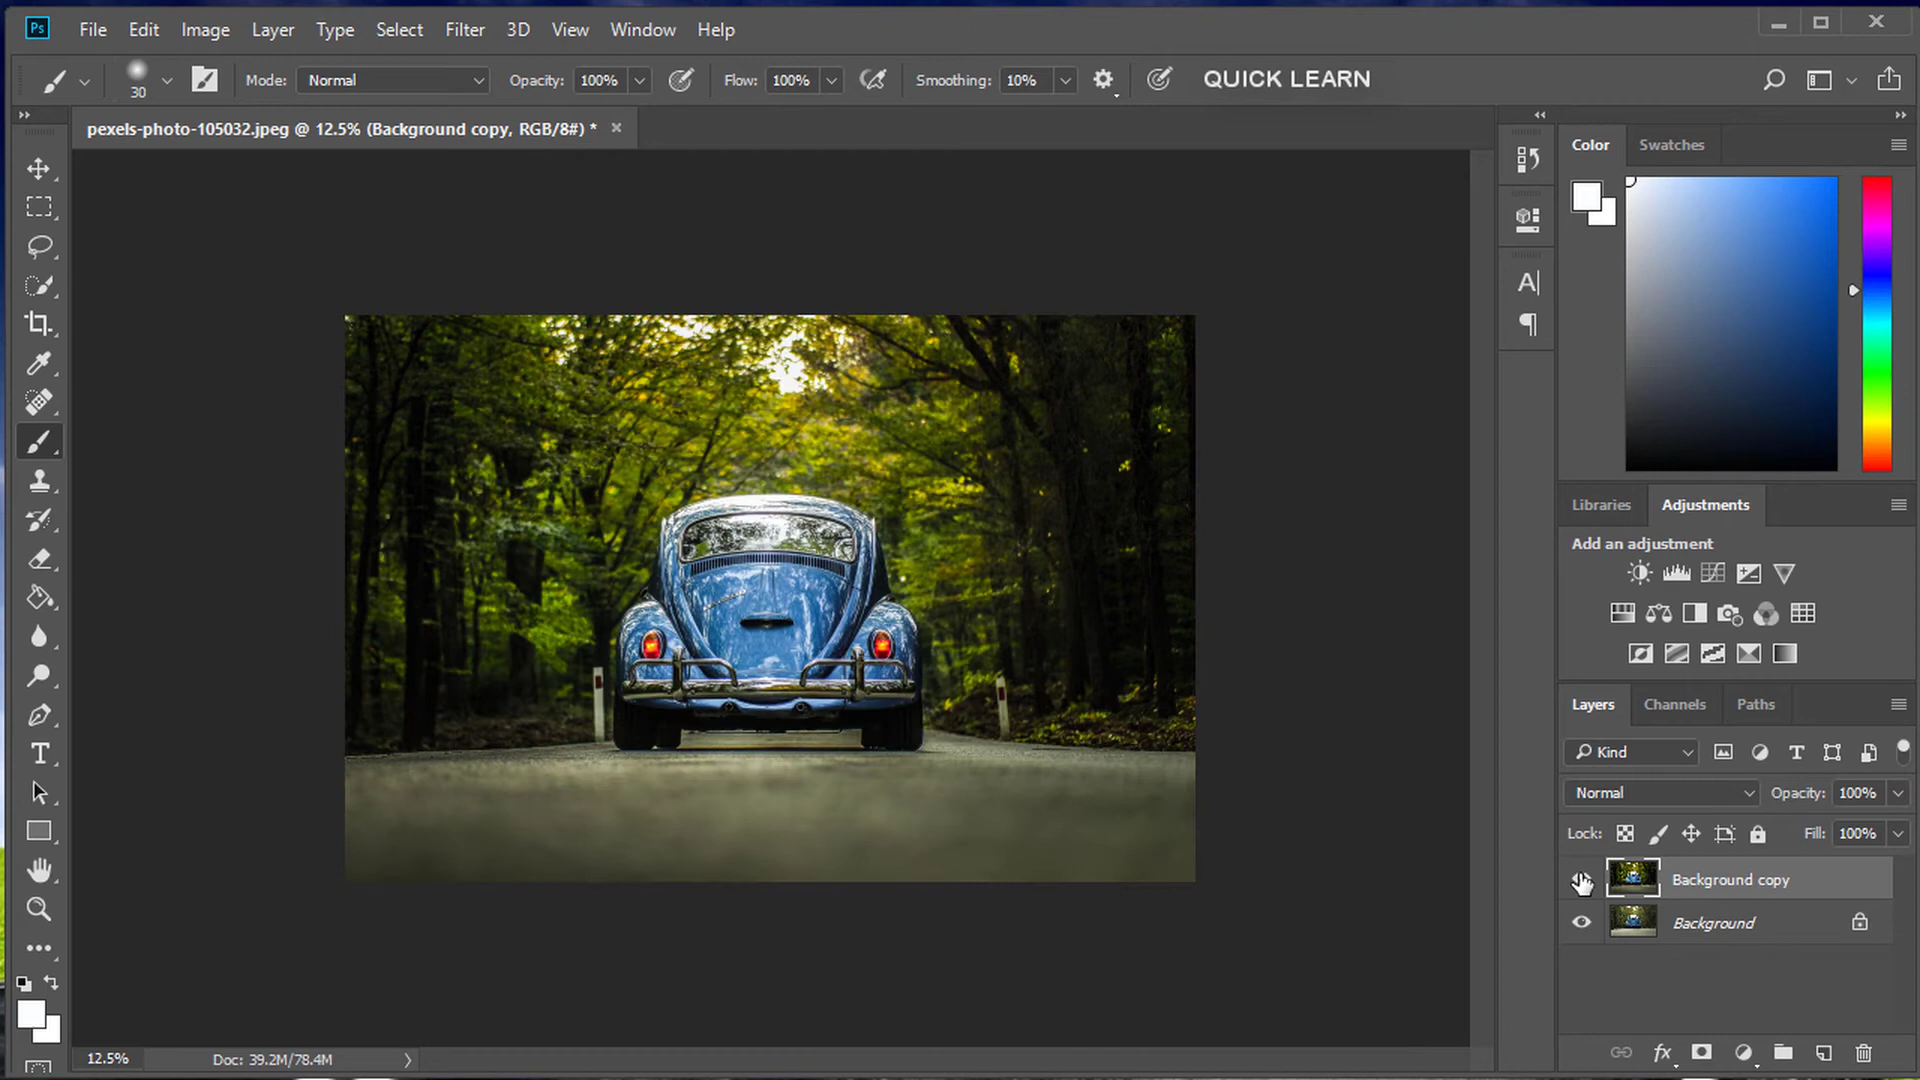 Ps File Edit Image Layer Type Select Filter 3D View Window Help
30 Mode: Normal Opacity: 100% Flow: 100% Smoothing: 10% QUICK LEARN
pexels-photo-105032.jpeg @ 12.5% (Background copy, RGB/8#) *
Color Swatches
Libraries Adjustments
Add an adjustment
Layers Channels Paths
Kind
Normal Opacity: 100%
Lock: Fill: 100%
Background copy
Background
fx
12.5% Doc: 39.2M/78.4M